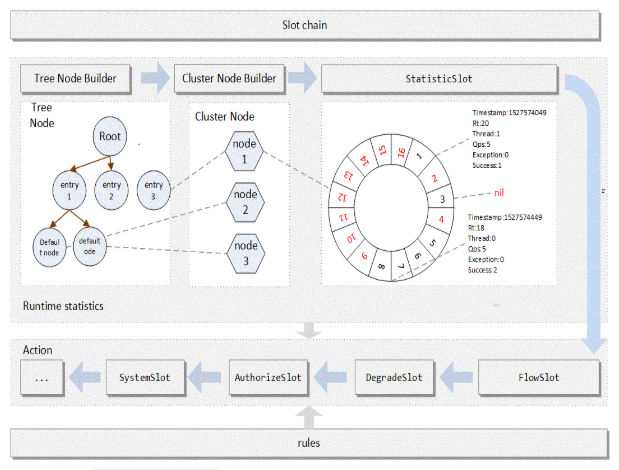 Slot chain
Tree Node Builder
Cluster Node Builder
StatisticSlot
Tree
Node
Root
entry
1
entry
2
entry
3
Defaul
t node
default
ode
Cluster Node
node
1
node
2
node
3
16
1
2
3
4
5
6
7
8
9
10
11
12
13
14
15
Timestamp:1527574049
Rt:20
Thread:1
Qps:5
Exception:0
Success:1
nil
Timestamp:1527574449
Rt:18
Thread:0
Qps:5
Exception:0
Success:2
...
Runtime statistics
Action
...
SystemSlot
AuthorizeSlot
DegradeSlot
FlowSlot
rules